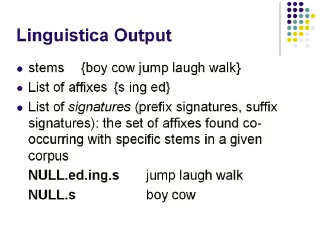 Linguistica Output
stems {boy cow jump laugh walk}
List of affixes {s ing ed}
List of signatures (prefix signatures, suffix
signatures): the set of affixes found co-
occurring with specific stems in a given
corpus
NULL.ed.ing.s jump laugh walk
NULL.s boy cow